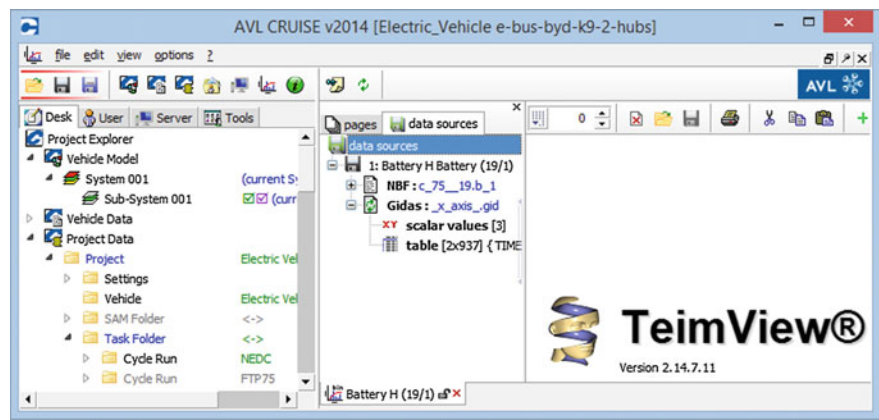 AVL CRUISE v2014 [Electric_Vehicle e-bus-byd-k9-2-hubs]
file edit view options ?
AVL
Desk User Server Tools
Project Explorer
Vehicle Model
System 001 (current Sy
Sub-System 001 (curr
Vehicle Data
Project Data
Project Electric Vel
Settings
Vehicle Electric Vel
SAM Folder <->
Task Folder <->
Cycle Run NEDC
Cycle Run FTP75
pages data sources
data sources
1: Battery H Battery (19/1)
NBF : c_75__19.b_1
Gidas : _x_axis_.gid
XY scalar values [3]
table [2x937] {TIME
0
TeimView®
Version 2.14.7.11
Battery H (19/1)